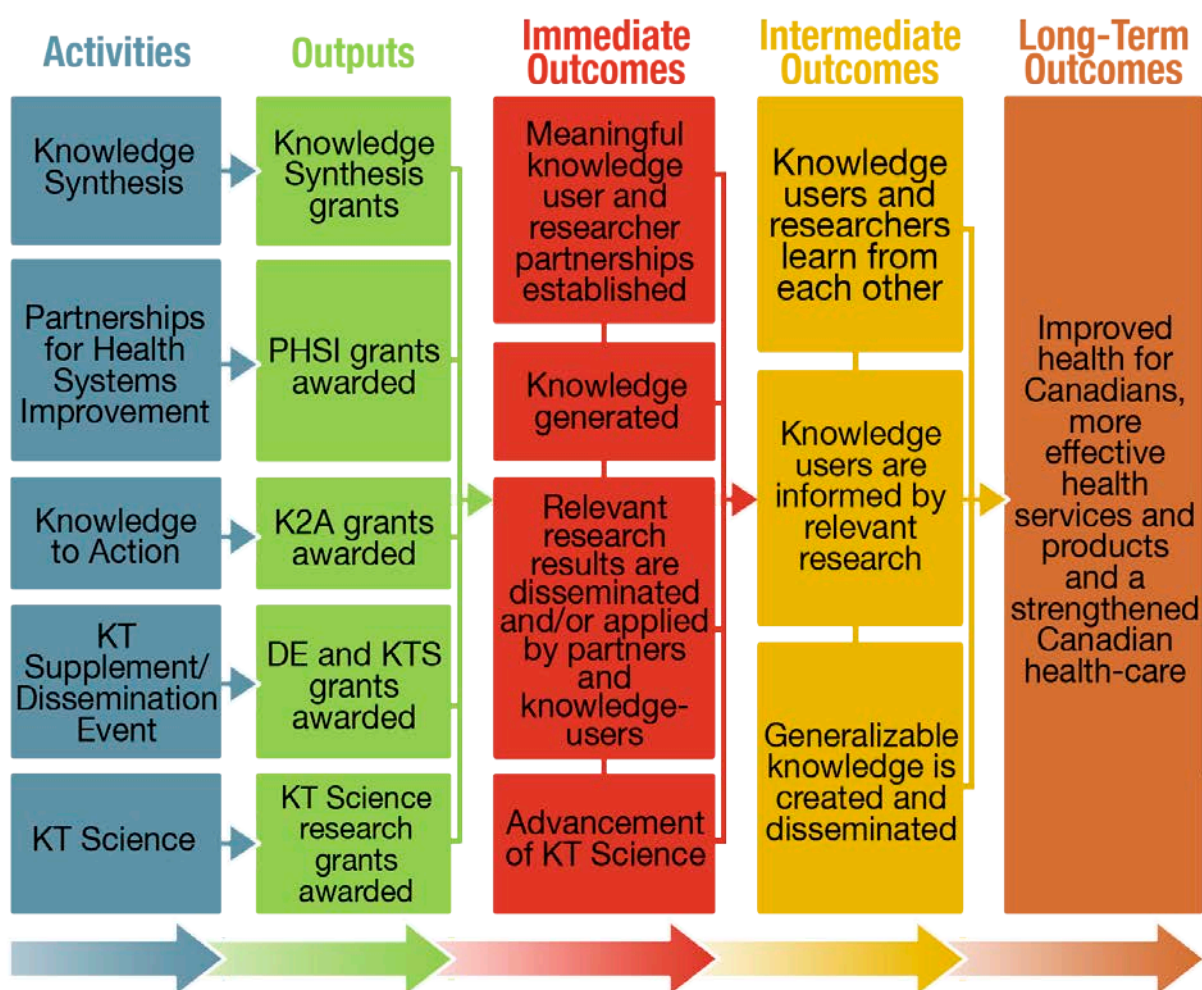 Activities
Outputs
Immediate
Outcomes
Intermediate
Outcomes
Long-Term
Outcomes
Knowledge
Synthesis
Partnerships
for Health
Systems
Improvement
Knowledge
to Action
KT
Supplement/
Dissemination
Event
KT Science
Knowledge
Synthesis
grants
PHSI grants
awarded
K2A grants
awarded
DE and KTS
grants
awarded
KT Science
research
grants
awarded
Meaningful
knowledge
user and
researcher
partnerships
established
Knowledge
generated
Relevant
research
results are
disseminated
and/or applied
by partners
and
knowledge-
users
Advancement
of KT Science
Knowledge
users and
researchers
learn from
each other
Knowledge
users are
informed by
relevant
research
Generalizable
knowledge is
created and
disseminated
Improved
health for
Canadians,
more
effective
health
services and
products
and a
strengthened
Canadian
health-care